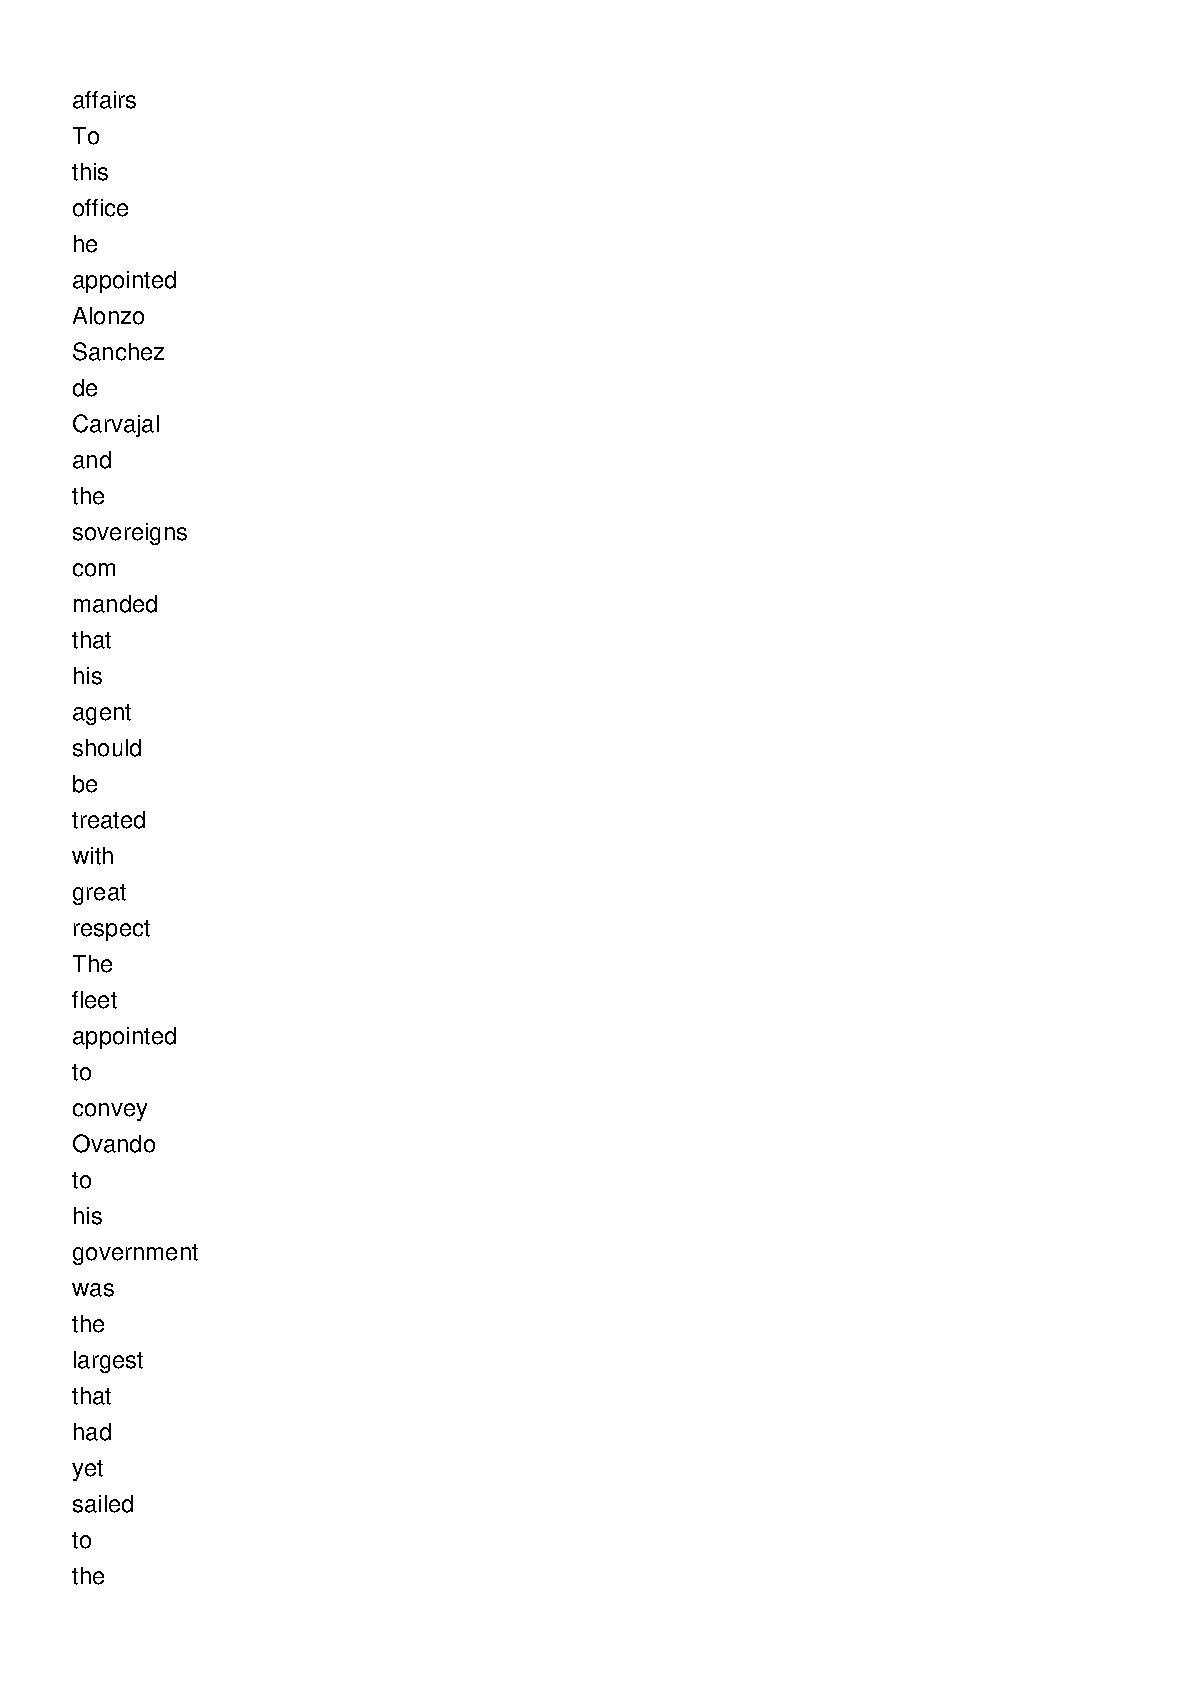 affairs
To
this
office
he
appointed
Alonzo
Sanchez
de
Carvajal
and
the
sovereigns
com
manded
that
his
agent
should
be
treated
with
great
respect
The
fleet
appointed
to
convey
Ovando
to
his
government
was
the
largest
that
had
yet
sailed
to
the